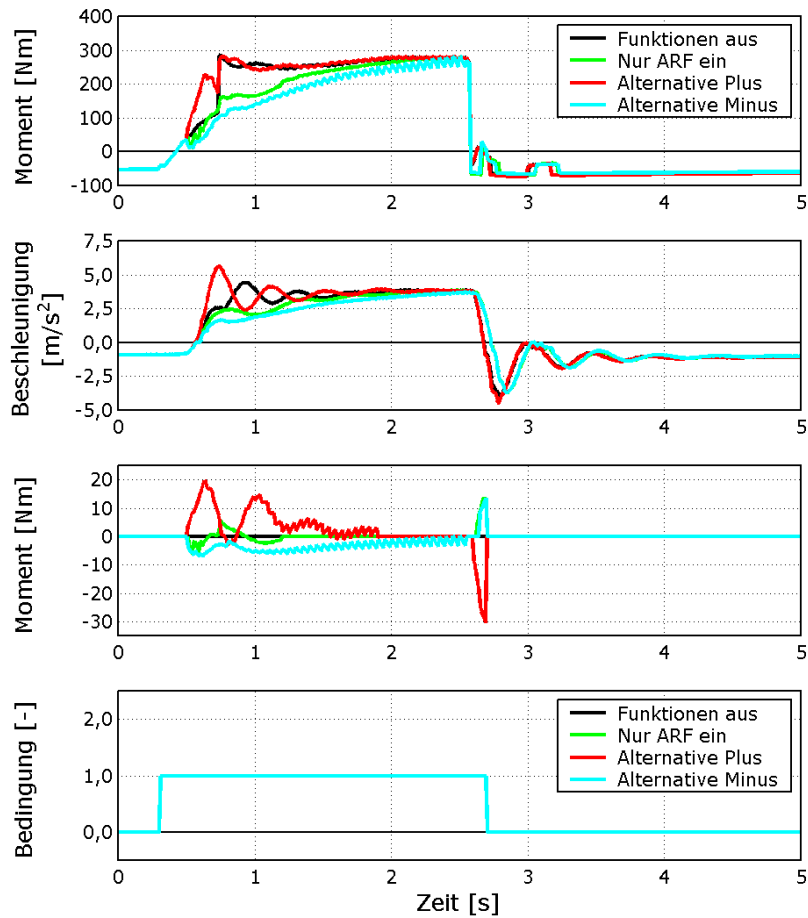 Moment [Nm]
400
300
200
100
0
-100
0 1 2 3 4 5
Funktionen aus
Nur ARF ein
Alternative Plus
Alternative Minus
Beschleunigung
[m/s²]
7,5
5,0
2,5
0,0
-2,5
-5,0
0 1 2 3 4 5
Moment [Nm]
20
10
0
-10
-20
-30
0 1 2 3 4 5
Bedingung [-]
2,0
1,0
0,0
0 1 2 3 4 5
Funktionen aus
Nur ARF ein
Alternative Plus
Alternative Minus
Zeit [s]